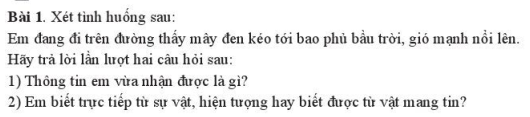 Bài 1. Xét tình huống sau:
Em đang đi trên đường thấy mây đen kéo tới bao phủ bầu trời, gió mạnh nổi lên.
Hãy trả lời lần lượt hai câu hỏi sau:
1) Thông tin em vừa nhận được là gì?
2) Em biết trực tiếp từ sự vật, hiện tượng hay biết được từ vật mang tin?